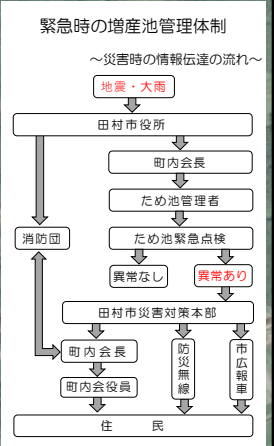 緊急時の増産池管理体制
～災害時の情報伝達の流れ～
地震・大雨
田村市役所
町内会長
ため池管理者
消防団
ため池緊急点検
異常なし
異常あり
田村市災害対策本部
町内会長
防災無線
市広報車
町内会役員
住　民